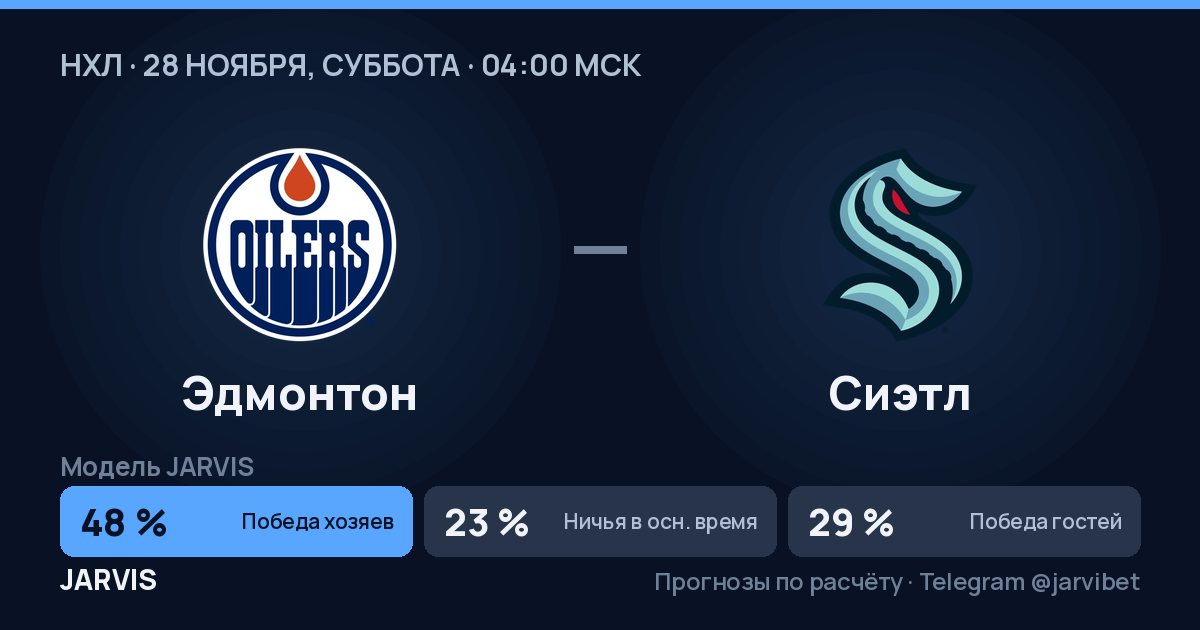 НХЛ · 28 НОЯБРЯ, СУББОТА · 04:00 МСК
OILERS
—
Эдмонтон
Сиэтл
Модель JARVIS
48 % Победа хозяев
23 % Ничья в осн. время
29 % Победа гостей
JARVIS
Прогнозы по расчёту · Telegram @jarvibet